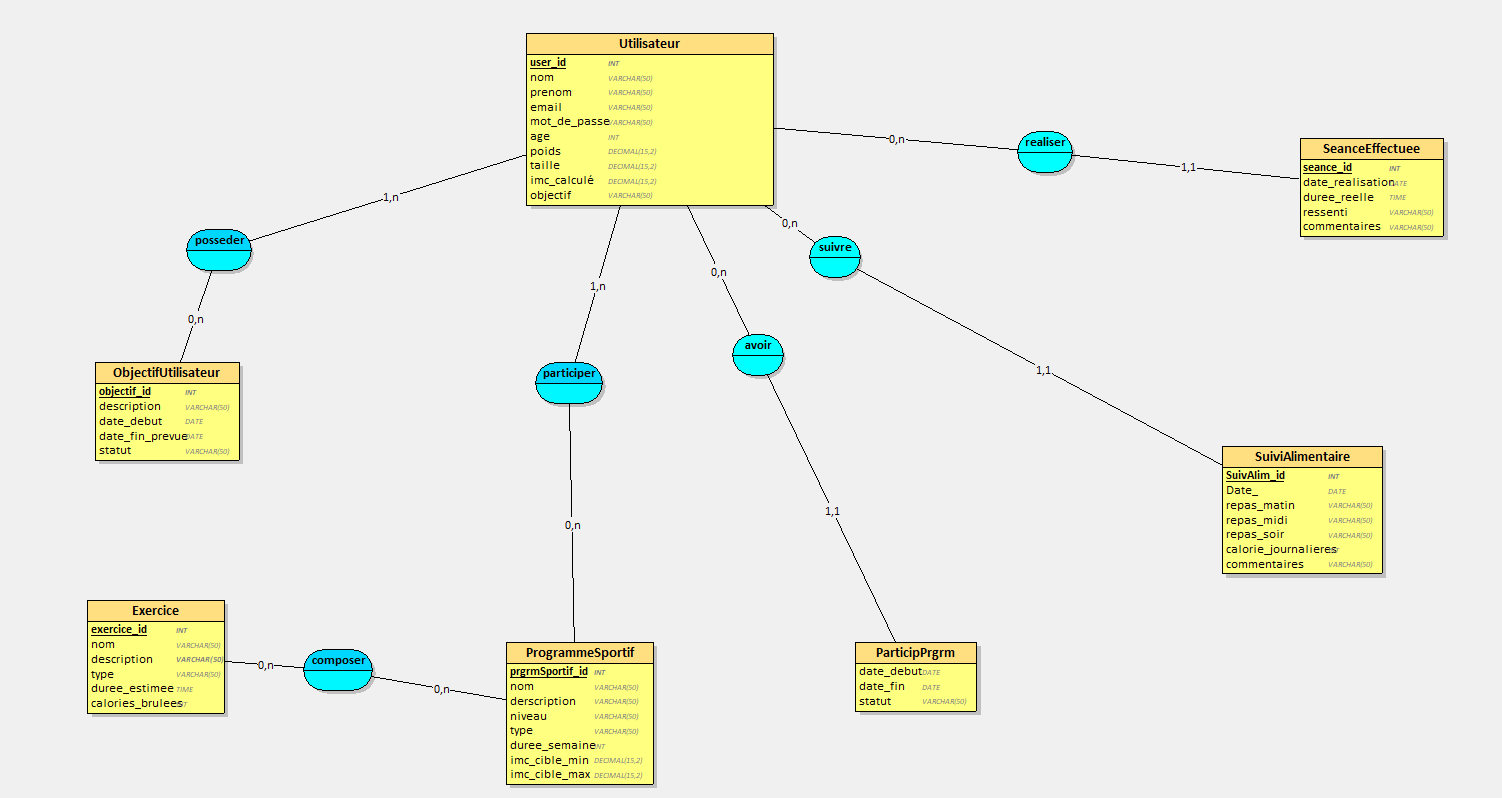 Utilisateur
user_id INT
nom VARCHAR(50)
prenom VARCHAR(50)
email VARCHAR(50)
mot_de_passe VARCHAR(50)
age INT
poids DECIMAL(15,2)
taille DECIMAL(15,2)
imc_calculé DECIMAL(15,2)
objectif VARCHAR(50)
0,n
realiser
1,1
SeanceEffectuee
seance_id INT
date_realisation DATE
duree_reelle TIME
ressenti VARCHAR(50)
commentaires VARCHAR(50)
1,n
posseder
0,n
ObjectifUtilisateur
objectif_id INT
description VARCHAR(50)
date_debut DATE
date_fin_prevue DATE
statut VARCHAR(50)
1,n
participer
0,n
0,n
avoir
1,1
0,n
suivre
1,1
SuiviAlimentaire
SuivAlim_id INT
Date_ DATE
repas_matin VARCHAR(50)
repas_midi VARCHAR(50)
repas_soir VARCHAR(50)
calorie_journalieres INT
commentaires VARCHAR(50)
Exercice
exercice_id INT
nom VARCHAR(50)
description VARCHAR(50)
type VARCHAR(50)
duree_estimee TIME
calories_brulees INT
0,n
composer
0,n
ProgrammeSportif
prgrmSportif_id INT
nom VARCHAR(50)
derscription VARCHAR(50)
niveau VARCHAR(50)
type VARCHAR(50)
duree_semaine INT
imc_cible_min DECIMAL(15,2)
imc_cible_max DECIMAL(15,2)
ParticipPrgrm
date_debut DATE
date_fin DATE
statut VARCHAR(50)